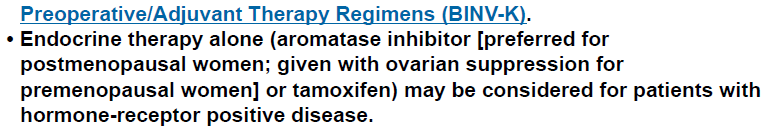 Preoperative/Adjuvant Therapy Regimens (BINV-K).
• Endocrine therapy alone (aromatase inhibitor [preferred for
postmenopausal women; given with ovarian suppression for
premenopausal women] or tamoxifen) may be considered for patients with
hormone-receptor positive disease.